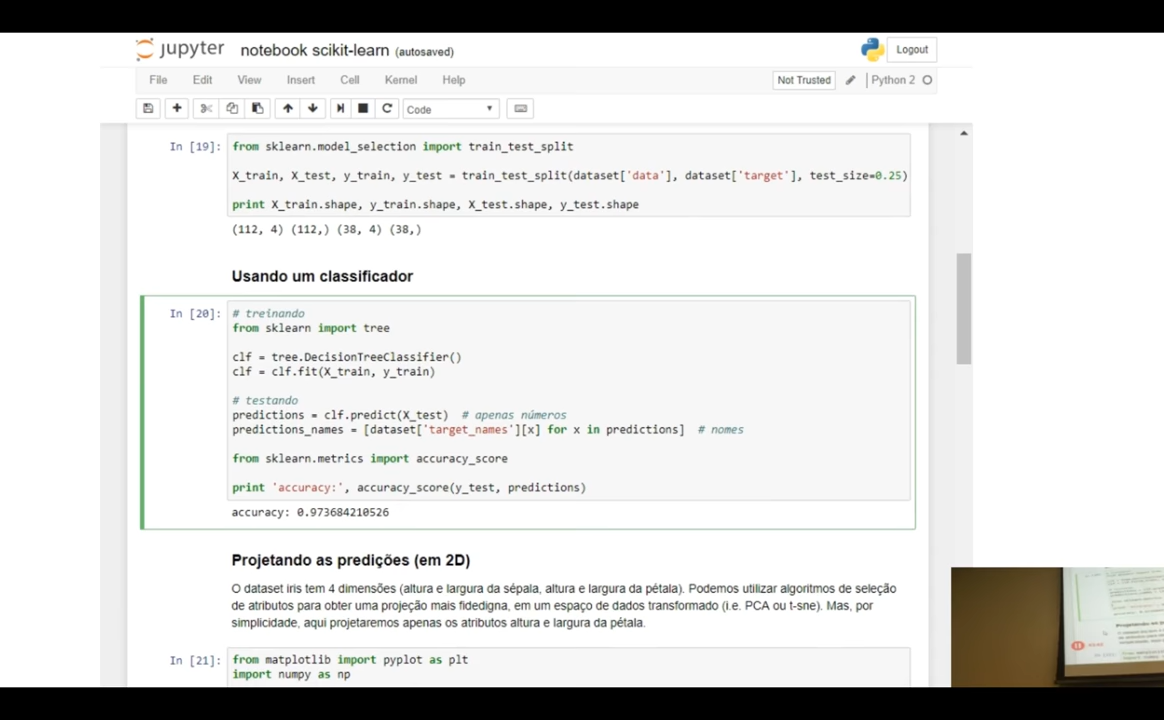 jupyter notebook scikit-learn (autosaved) Logout
File Edit View Insert Cell Kernel Help Not Trusted Python 2
Code
In [19]: from sklearn.model_selection import train_test_split
X_train, X_test, y_train, y_test = train_test_split(dataset['data'], dataset['target'], test_size=0.25)
print X_train.shape, y_train.shape, X_test.shape, y_test.shape
(112, 4) (112,) (38, 4) (38,)
Usando um classificador
In [20]: # treinando
from sklearn import tree
clf = tree.DecisionTreeClassifier()
clf = clf.fit(X_train, y_train)
# testando
predictions = clf.predict(X_test) # apenas números
predictions_names = [dataset['target_names'][x] for x in predictions] # nomes
from sklearn.metrics import accuracy_score
print 'accuracy:', accuracy_score(y_test, predictions)
accuracy: 0.973684210526
Projetando as predições (em 2D)
O dataset iris tem 4 dimensões (altura e largura da sépala, altura e largura da pétala). Podemos utilizar algoritmos de seleção
de atributos para obter uma projeção mais fidedigna, em um espaço de dados transformado (i.e. PCA ou t-sne). Mas, por
simplicidade, aqui projetaremos apenas os atributos altura e largura da pétala.
In [21]: from matplotlib import pyplot as plt
import numpy as np